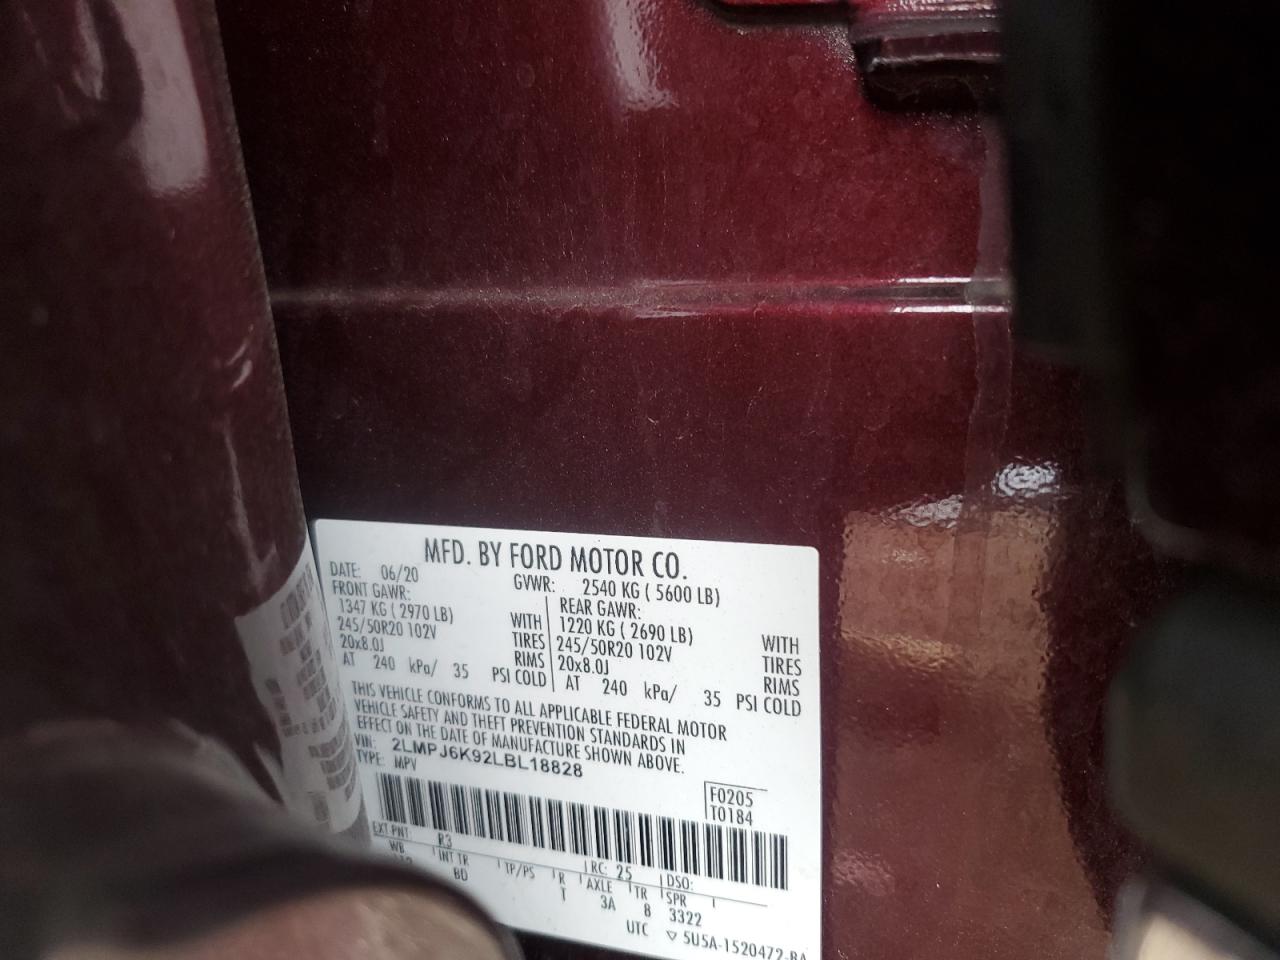 MFD. BY FORD MOTOR CO.
DATE: 06/20 GVWR: 2540 KG ( 5600 LB)
FRONT GAWR: REAR GAWR:
1347 KG ( 2970 LB) WITH 1220 KG ( 2690 LB) WITH
245/50R20 102V TIRES 245/50R20 102V TIRES
20x8.0J RIMS 20x8.0J RIMS
AT 240 kPa/ 35 PSI COLD AT 240 kPa/ 35 PSI COLD
THIS VEHICLE CONFORMS TO ALL APPLICABLE FEDERAL MOTOR
VEHICLE SAFETY AND THEFT PREVENTION STANDARDS IN
EFFECT ON THE DATE OF MANUFACTURE SHOWN ABOVE.
VIN: 2LMPJ6K92LBL18828
TYPE: MPV
F0205
T0184
EXT PNT: R3 RC: 25 DSO:
WB INT TR TP/PS R AXLE TR SPR
BD T 3A B 3322
UTC ▽ 5U5A-1520472-BA